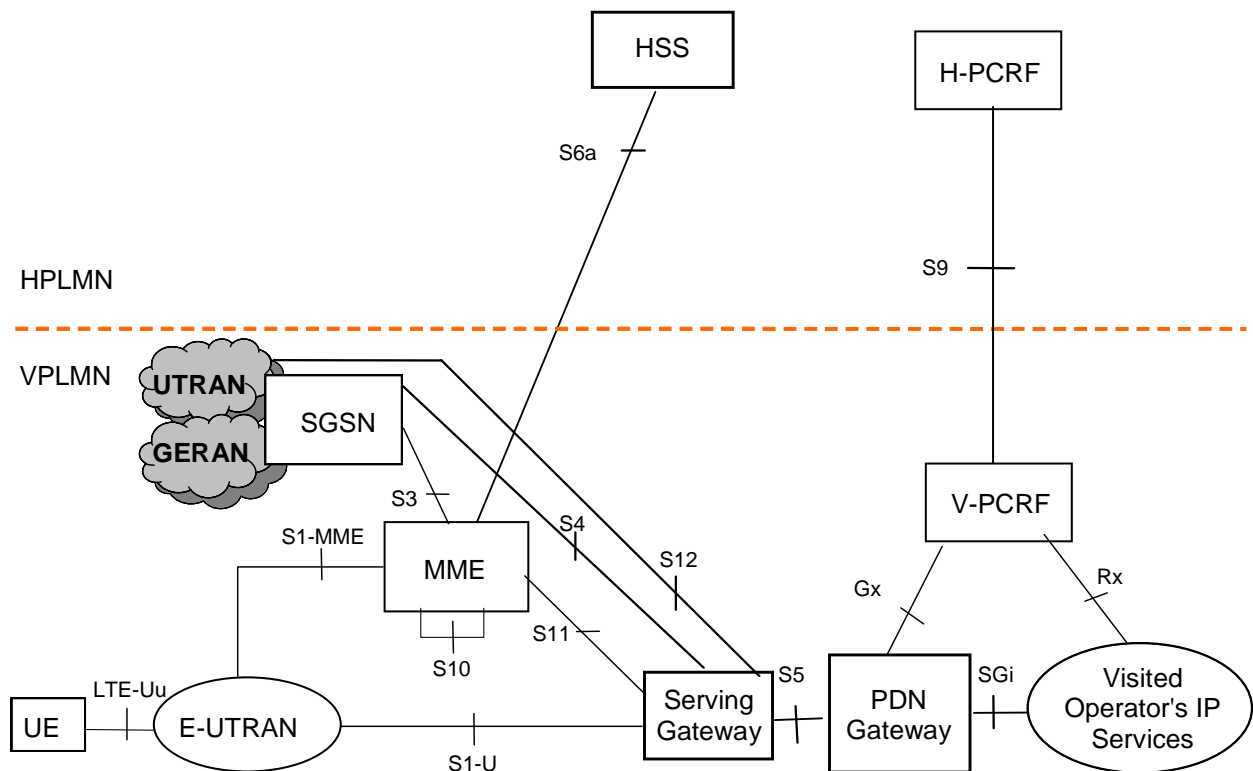 HSS
H-PCRF
S6a
S9
HPLMN
VPLMN
UTRAN
SGSN
GERAN
S3
S4
V-PCRF
S1-MME
MME
S12
Gx
Rx
S11
S10
LTE-Uu
S5
SGi
UE
E-UTRAN
Serving
Gateway
PDN
Gateway
Visited
Operator's IP
Services
S1-U